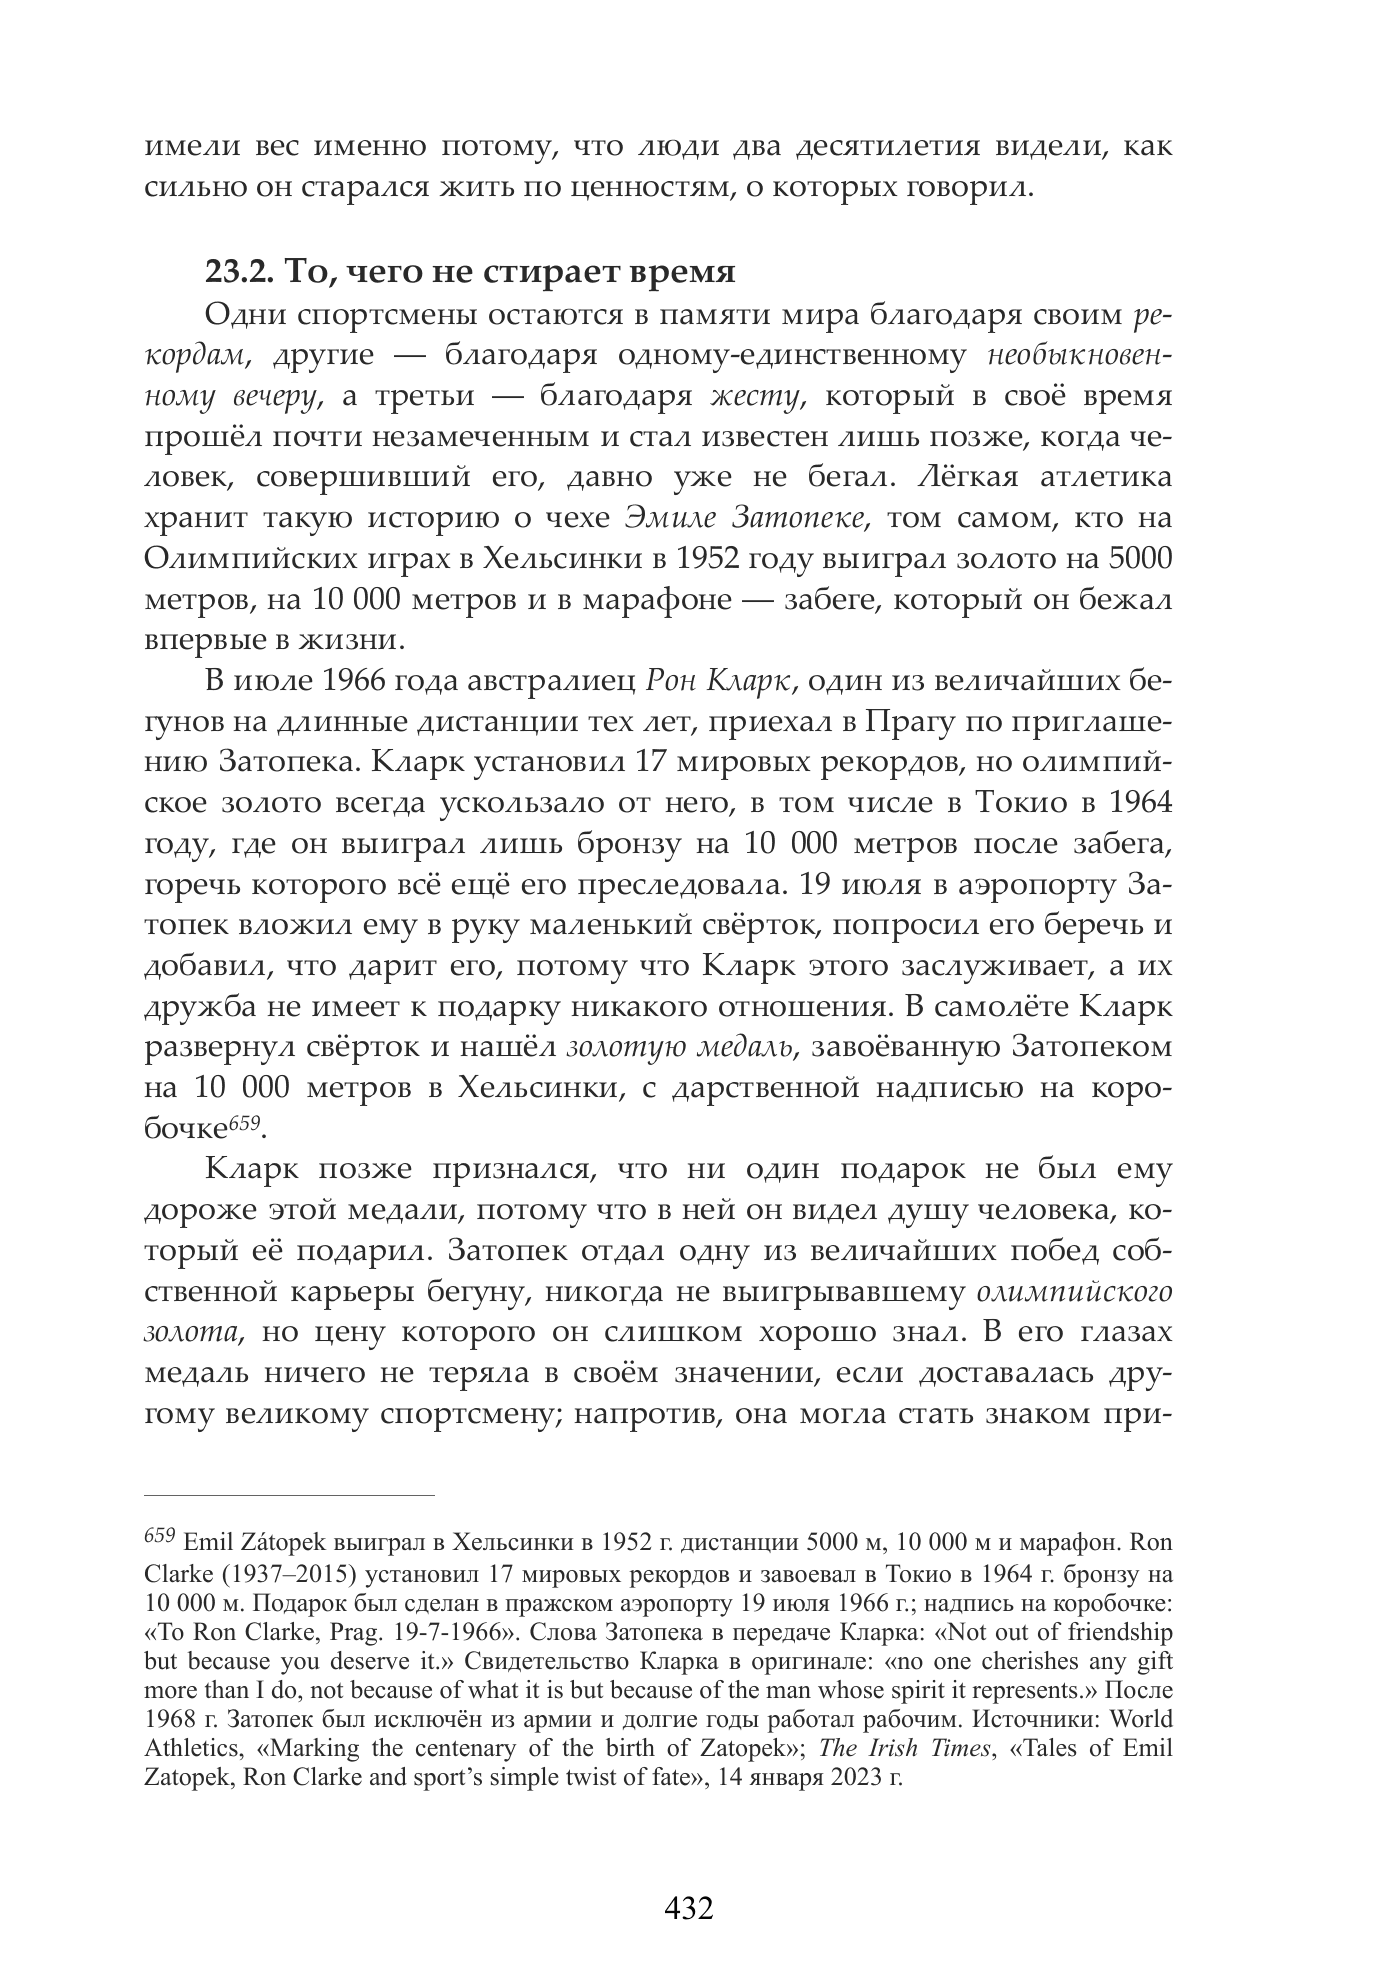 имели вес именно потому, что люди два десятилетия видели, как
сильно он старался жить по ценностям, о которых говорил.
23.2. То, чего не стирает время
Одни спортсмены остаются в памяти мира благодаря своим ре-
кордам, другие — благодаря одному-единственному необыкновен-
ному вечеру, а третьи — благодаря жесту, который в своё время
прошёл почти незамеченным и стал известен лишь позже, когда че-
ловек, совершивший его, давно уже не бегал. Лёгкая атлетика
хранит такую историю о чехе Эмиле Затопеке, том самом, кто на
Олимпийских играх в Хельсинки в 1952 году выиграл золото на 5000
метров, на 10 000 метров и в марафоне — забеге, который он бежал
впервые в жизни.
В июле 1966 года австралиец Рон Кларк, один из величайших бе-
гунов на длинные дистанции тех лет, приехал в Прагу по приглаше-
нию Затопека. Кларк установил 17 мировых рекордов, но олимпий-
ское золото всегда ускользало от него, в том числе в Токио в 1964
году, где он выиграл лишь бронзу на 10 000 метров после забега,
горечь которого всё ещё его преследовала. 19 июля в аэропорту За-
топек вложил ему в руку маленький свёрток, попросил его беречь и
добавил, что дарит его, потому что Кларк этого заслуживает, а их
дружба не имеет к подарку никакого отношения. В самолёте Кларк
развернул свёрток и нашёл золотую медаль, завоёванную Затопеком
на 10 000 метров в Хельсинки, с дарственной надписью на коро-
бочке659.
Кларк позже признался, что ни один подарок не был ему
дороже этой медали, потому что в ней он видел душу человека, ко-
торый её подарил. Затопек отдал одну из величайших побед соб-
ственной карьеры бегуну, никогда не выигрывавшему олимпийского
золота, но цену которого он слишком хорошо знал. В его глазах
медаль ничего не теряла в своём значении, если доставалась дру-
гому великому спортсмену; напротив, она могла стать знаком при-
659 Emil Zátopek выиграл в Хельсинки в 1952 г. дистанции 5000 м, 10 000 м и марафон. Ron
Clarke (1937–2015) установил 17 мировых рекордов и завоевал в Токио в 1964 г. бронзу на
10 000 м. Подарок был сделан в пражском аэропорту 19 июля 1966 г.; надпись на коробочке:
«To Ron Clarke, Prag. 19-7-1966». Слова Затопека в передаче Кларка: «Not out of friendship
but because you deserve it.» Свидетельство Кларка в оригинале: «no one cherishes any gift
more than I do, not because of what it is but because of the man whose spirit it represents.» После
1968 г. Затопек был исключён из армии и долгие годы работал рабочим. Источники: World
Athletics, «Marking the centenary of the birth of Zatopek»; The Irish Times, «Tales of Emil
Zatopek, Ron Clarke and sport’s simple twist of fate», 14 января 2023 г.
432